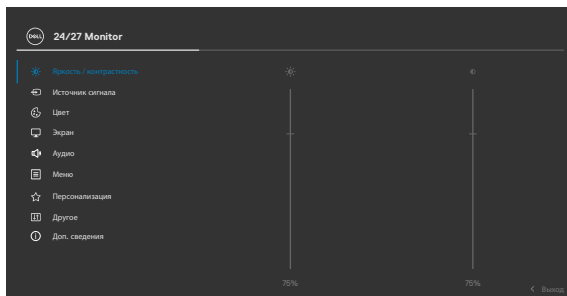 DELL
24/27 Monitor
Яркость / контрастность
Источник сигнала
Цвет
Экран
Аудио
Меню
Персонализация
Другое
Доп. сведения
75%
75%
Выход